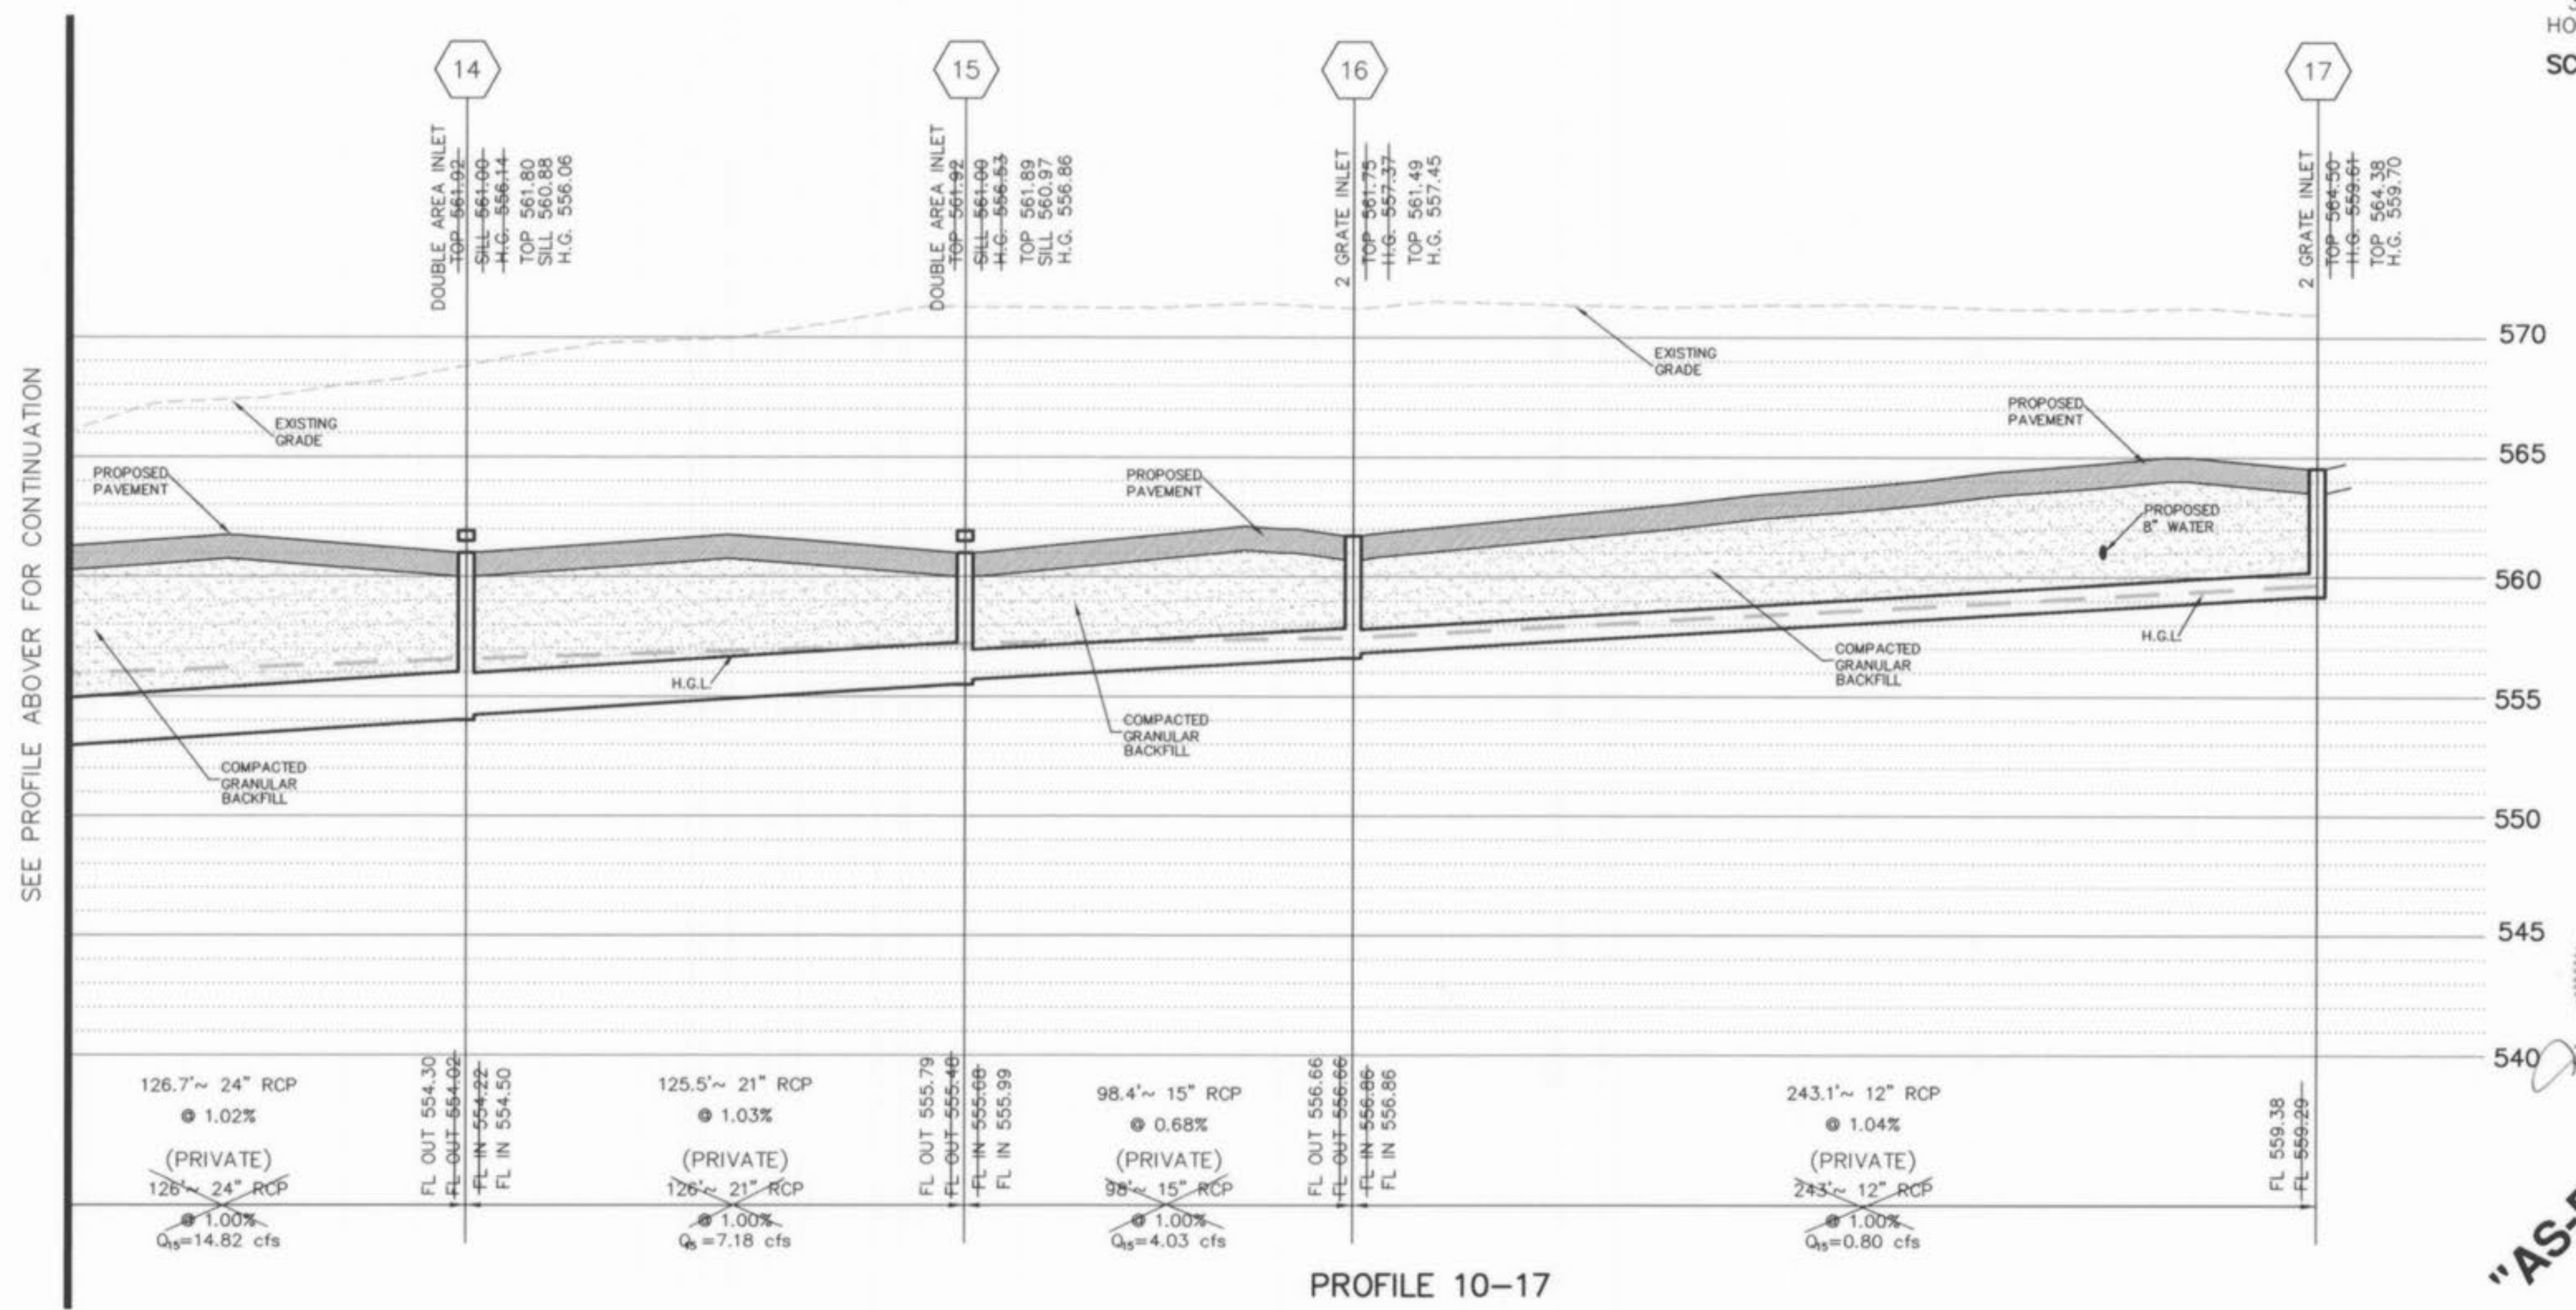 HO
SC
14
15
16
17
DOUBLE AREA INLET
TOP 561.92
SILL 561.00
H.G. 556.14
TOP 561.80
SILL 560.88
H.G. 556.06
DOUBLE AREA INLET
TOP 561.92
SILL 561.00
H.G. 556.53
TOP 561.89
SILL 560.97
H.G. 556.86
2 GRATE INLET
TOP 561.75
H.G. 557.37
TOP 561.49
H.G. 557.45
2 GRATE INLET
TOP 564.50
H.G. 559.61
TOP 564.38
H.G. 559.70
SEE PROFILE ABOVER FOR CONTINUATION
570
565
560
555
550
545
540
EXISTING
GRADE
EXISTING
GRADE
PROPOSED
PAVEMENT
PROPOSED
PAVEMENT
PROPOSED
PAVEMENT
PROPOSED
8" WATER
H.G.L.
H.G.L.
COMPACTED
GRANULAR
BACKFILL
COMPACTED
GRANULAR
BACKFILL
COMPACTED
GRANULAR
BACKFILL
126.7'~ 24" RCP
@ 1.02%
(PRIVATE)
126'~ 24" RCP
@ 1.00%
Q15=14.82 cfs
FL OUT 554.30
FL OUT 554.02
FL IN 554.22
FL IN 554.50
125.5'~ 21" RCP
@ 1.03%
(PRIVATE)
126'~ 21" RCP
@ 1.00%
Q15=7.18 cfs
FL OUT 555.79
FL OUT 555.48
FL IN 555.68
FL IN 555.99
98.4'~ 15" RCP
@ 0.68%
(PRIVATE)
98'~ 15" RCP
@ 1.00%
Q15=4.03 cfs
FL OUT 556.66
FL OUT 556.66
FL IN 556.86
FL IN 556.86
243.1'~ 12" RCP
@ 1.04%
(PRIVATE)
243'~ 12" RCP
@ 1.00%
Q15=0.80 cfs
FL 559.38
FL 559.29
PROFILE 10-17
"AS-